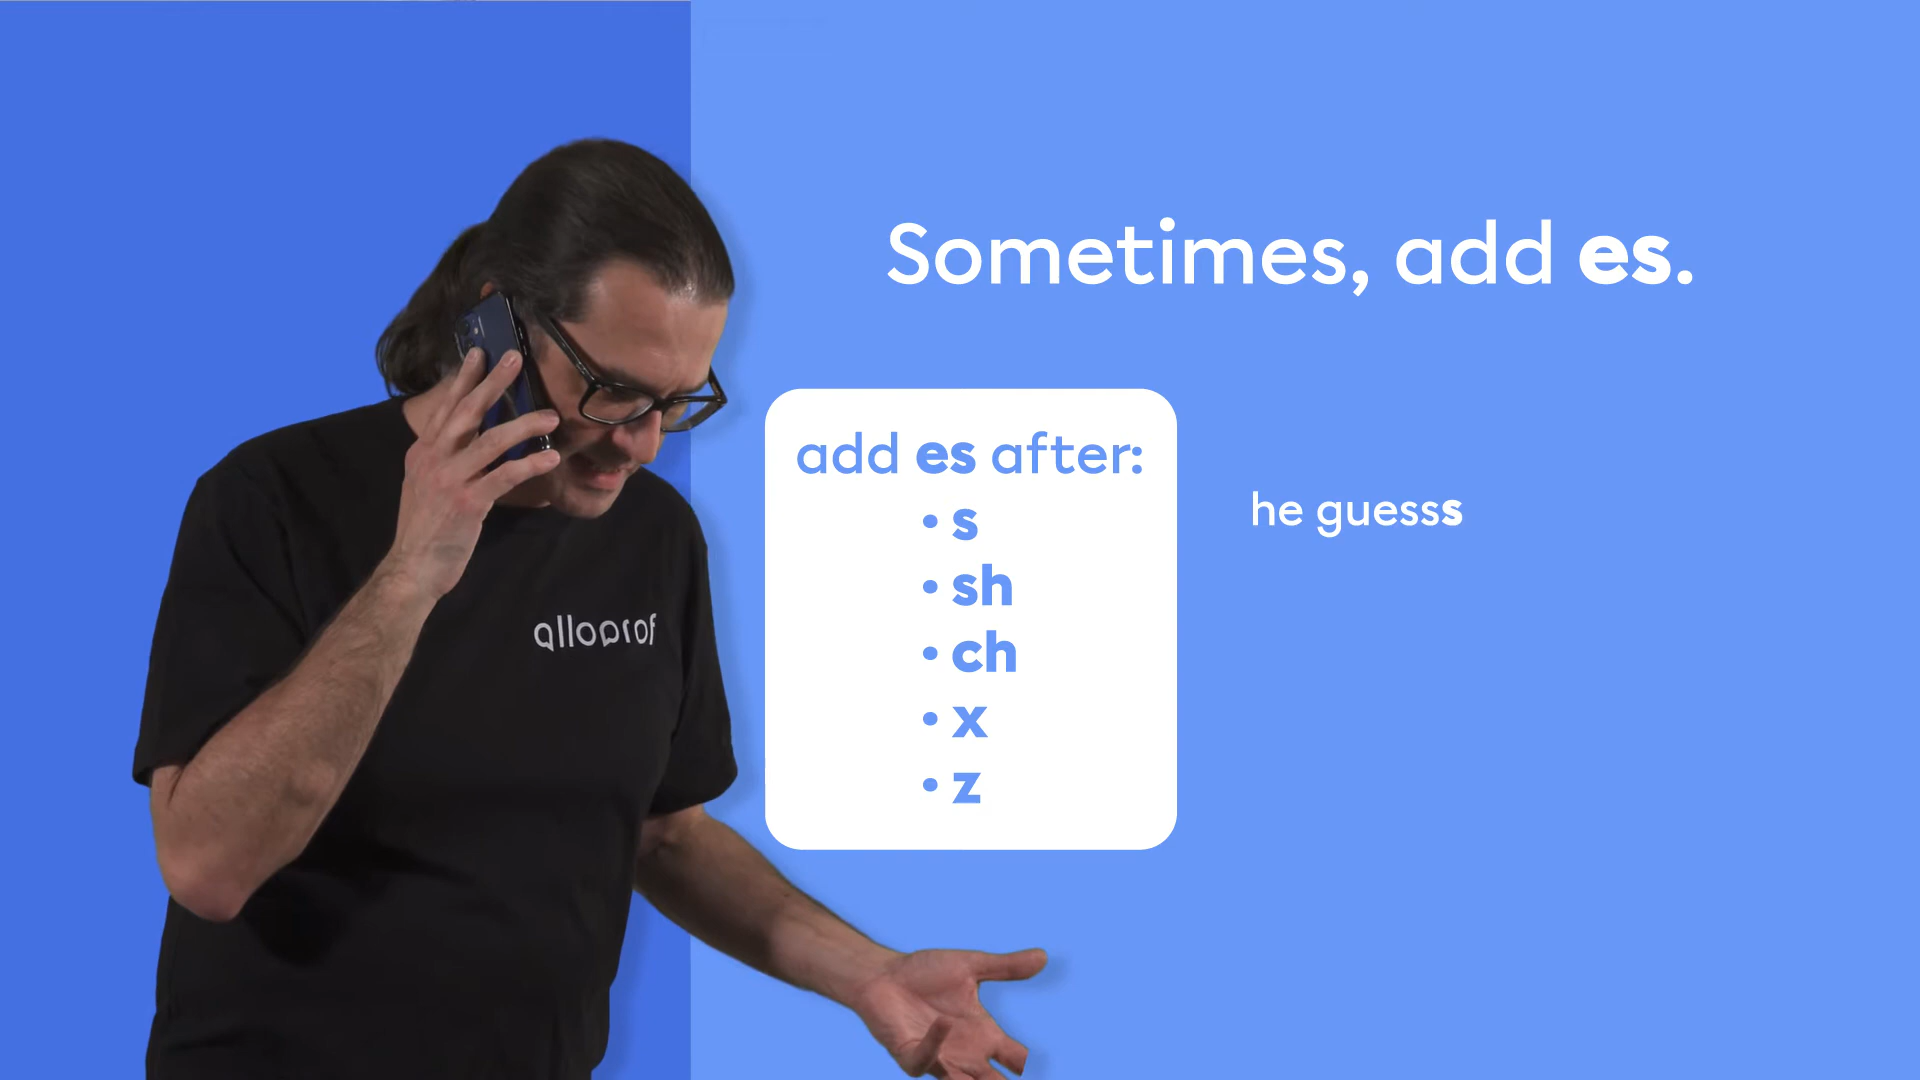 Sometimes, add es.
add es after:
• s
• sh
• ch
• x
• z
he guesss
alloprof